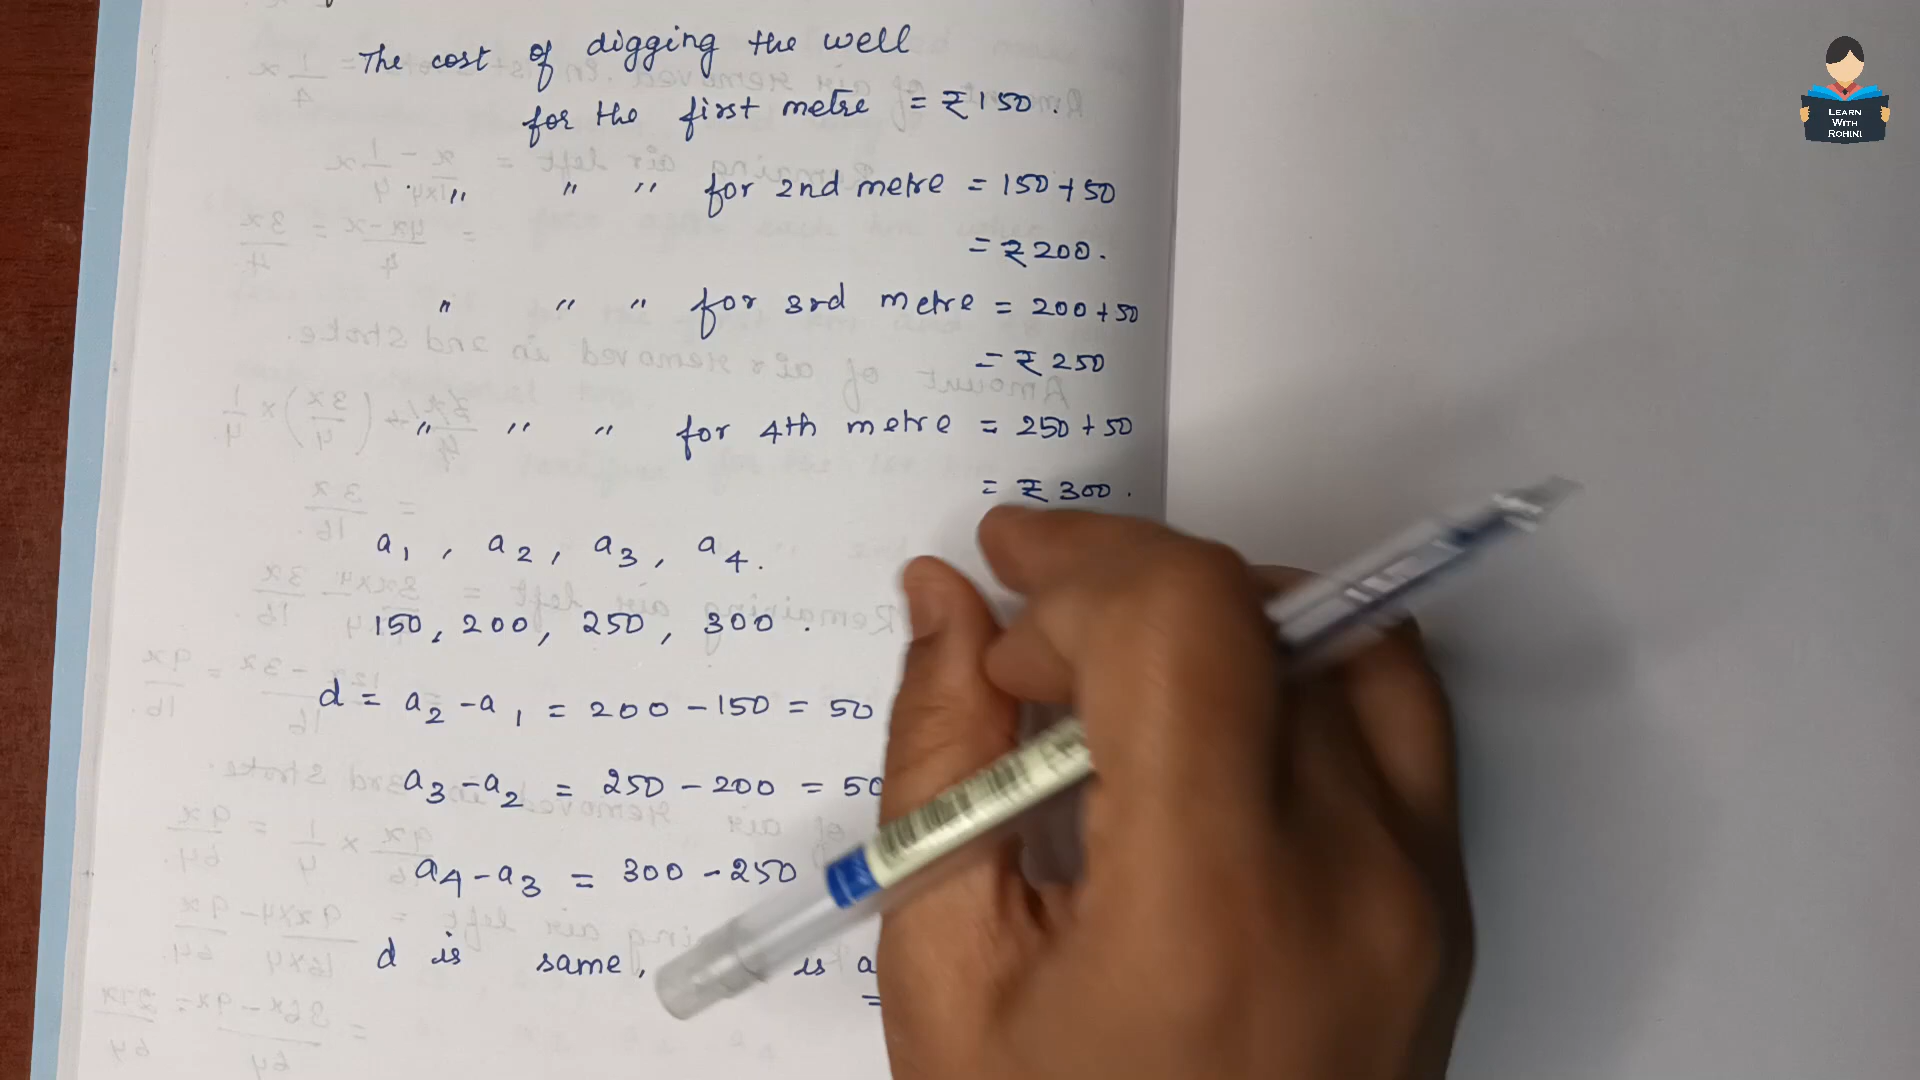 The cost of digging the well
for the first metre = ₹150.
" " " for 2nd metre = 150+50
= ₹200.
" " " for 3rd metre = 200+50
= ₹250
" " " for 4th metre = 250+50
= ₹300.
a1, a2, a3, a4.
150, 200, 250, 300.
d = a2-a1 = 200-150 = 50
a3-a2 = 250-200 = 50
a4-a3 = 300-250
d is same, is a
=
LEARN
WITH
ROHINI